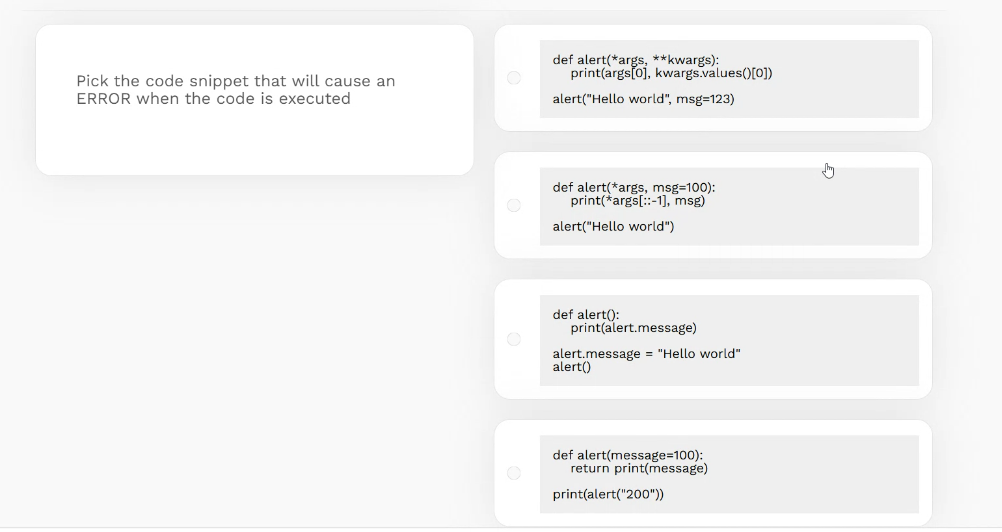 Pick the code snippet that will cause an
ERROR when the code is executed
def alert(*args, **kwargs):
    print(args[0], kwargs.values()[0])
alert("Hello world", msg=123)
def alert(*args, msg=100):
    print(*args[::-1], msg)
alert("Hello world")
def alert():
    print(alert.message)
alert.message = "Hello world"
alert()
def alert(message=100):
    return print(message)
print(alert("200"))